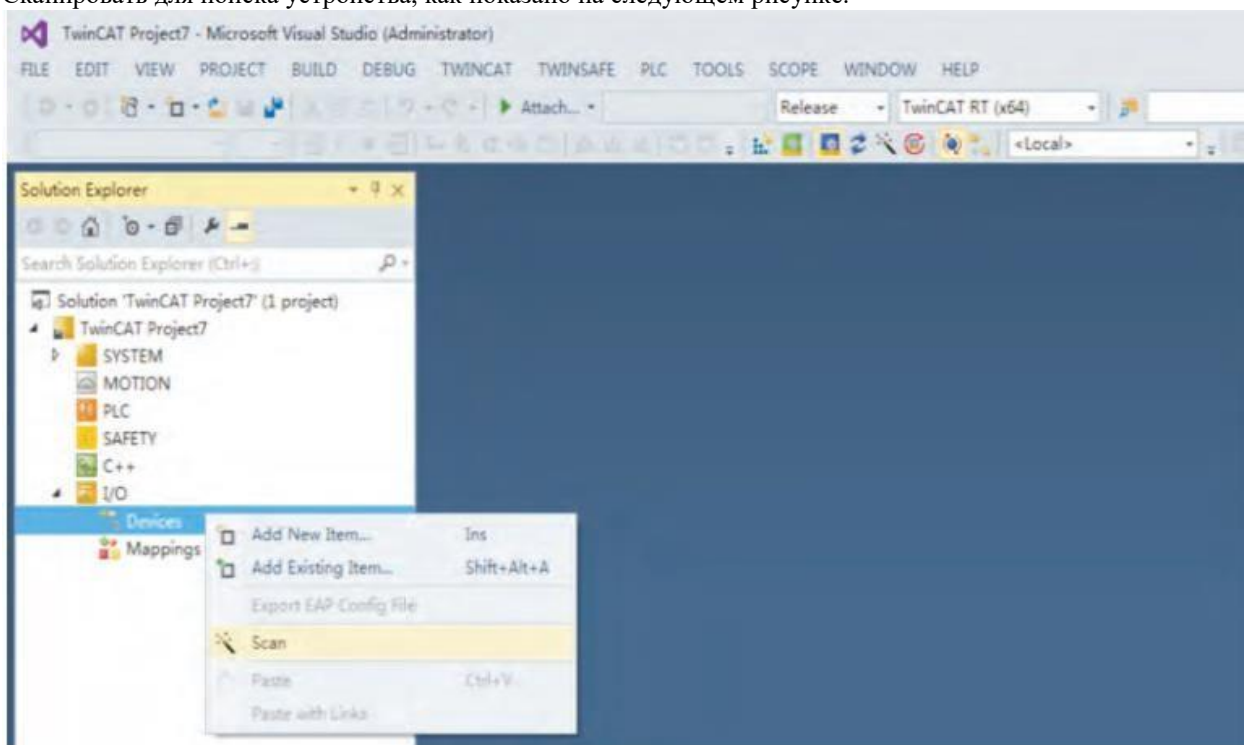 Сканировать для поиска устройства, как показано на следующем рисунке.
TwinCAT Project7 - Microsoft Visual Studio (Administrator)
FILE EDIT VIEW PROJECT BUILD DEBUG TWINCAT TWINSAFE PLC TOOLS SCOPE WINDOW HELP
Attach... Release TwinCAT RT (x64)
<Local>
Solution Explorer
Search Solution Explorer (Ctrl+;)
Solution 'TwinCAT Project7' (1 project)
TwinCAT Project7
SYSTEM
MOTION
PLC
SAFETY
C++
I/O
Devices
Mappings
Add New Item... Ins
Add Existing Item... Shift+Alt+A
Export EAP Config File
Scan
Paste Ctrl+V
Paste with Links